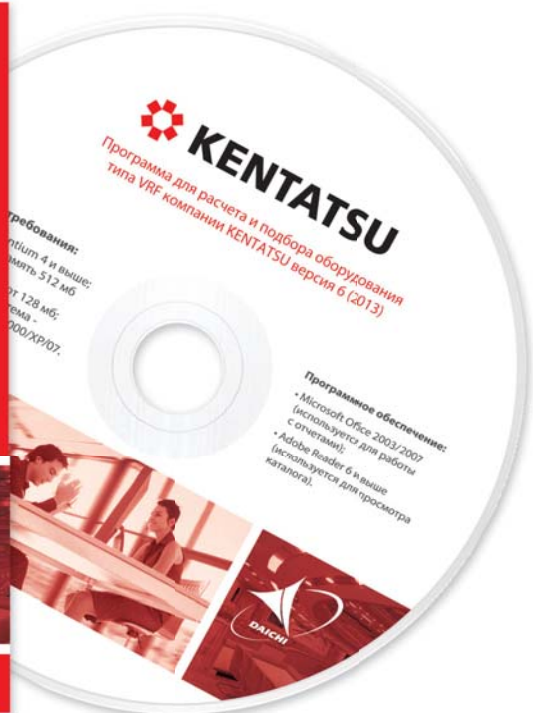 KENTATSU
Программа для расчета и подбора оборудования
типа VRF компании KENTATSU версия 6 (2013)
требования:
ntium 4 и выше;
амять 512 мб
от 128 мб;
тема -
000/XP/07.
Программное обеспечение:
• Microsoft Ofice 2003/2007
(используется для работы
с отчетами);
• Adobe Reader 6 и выше
(используется для просмотра
каталога).
DAICHI